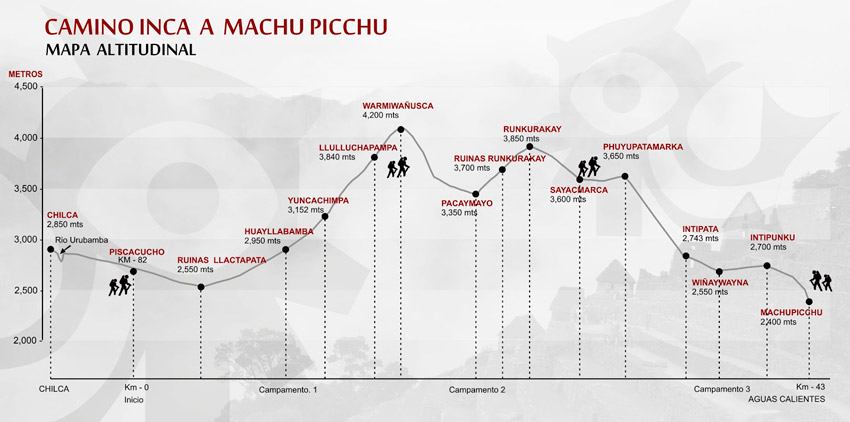 CAMINO INCA A MACHU PICCHU
MAPA ALTITUDINAL
METROS
4,500
4,000
3,500
3,000
2,500
2,000
CHILCA
2,850 mts
Rio Urubamba
PISCACUCHO
KM - 82
RUINAS LLACTAPATA
2,550 mts
HUAYLLABAMBA
2,950 mts
YUNCACHIMPA
3,152 mts
LLULLUCHAPAMPA
3,840 mts
WARMIWAÑUSCA
4,200 mts
PACAYMAYO
3,350 mts
RUINAS RUNKURAKAY
3,700 mts
RUNKURAKAY
3,850 mts
SAYACMARCA
3,600 mts
PHUYUPATAMARKA
3,650 mts
INTIPATA
2,743 mts
WIÑAYWAYNA
2,550 mts
INTIPUNKU
2,700 mts
MACHUPICCHU
2,400 mts
CHILCA
Km - 0
Inicio
Campamento. 1
Campamento 2
Campamento 3
Km - 43
AGUAS CALIENTES